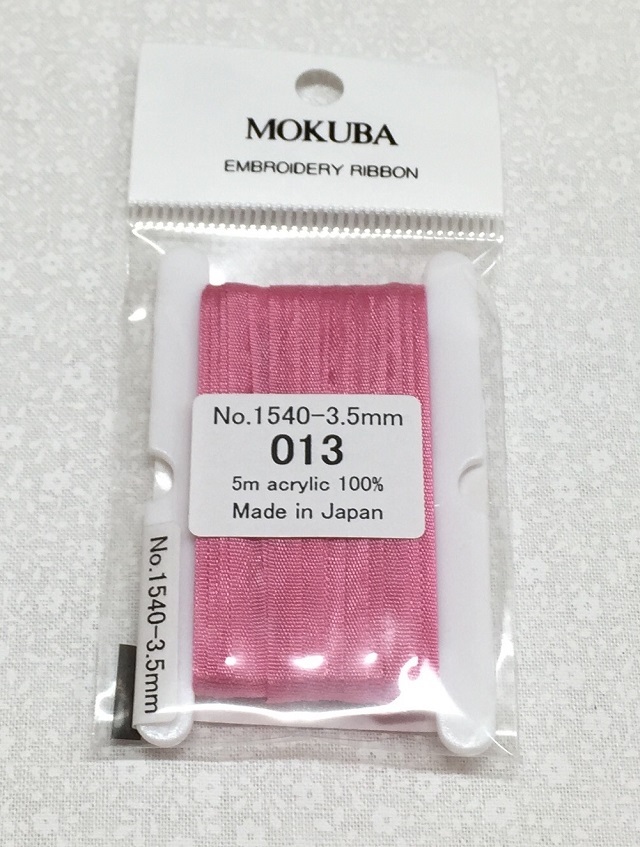 MOKUBA
EMBROIDERY RIBBON
No.1540-3.5mm
013
5m acrylic 100%
Made in Japan
No.1540-3.5mm